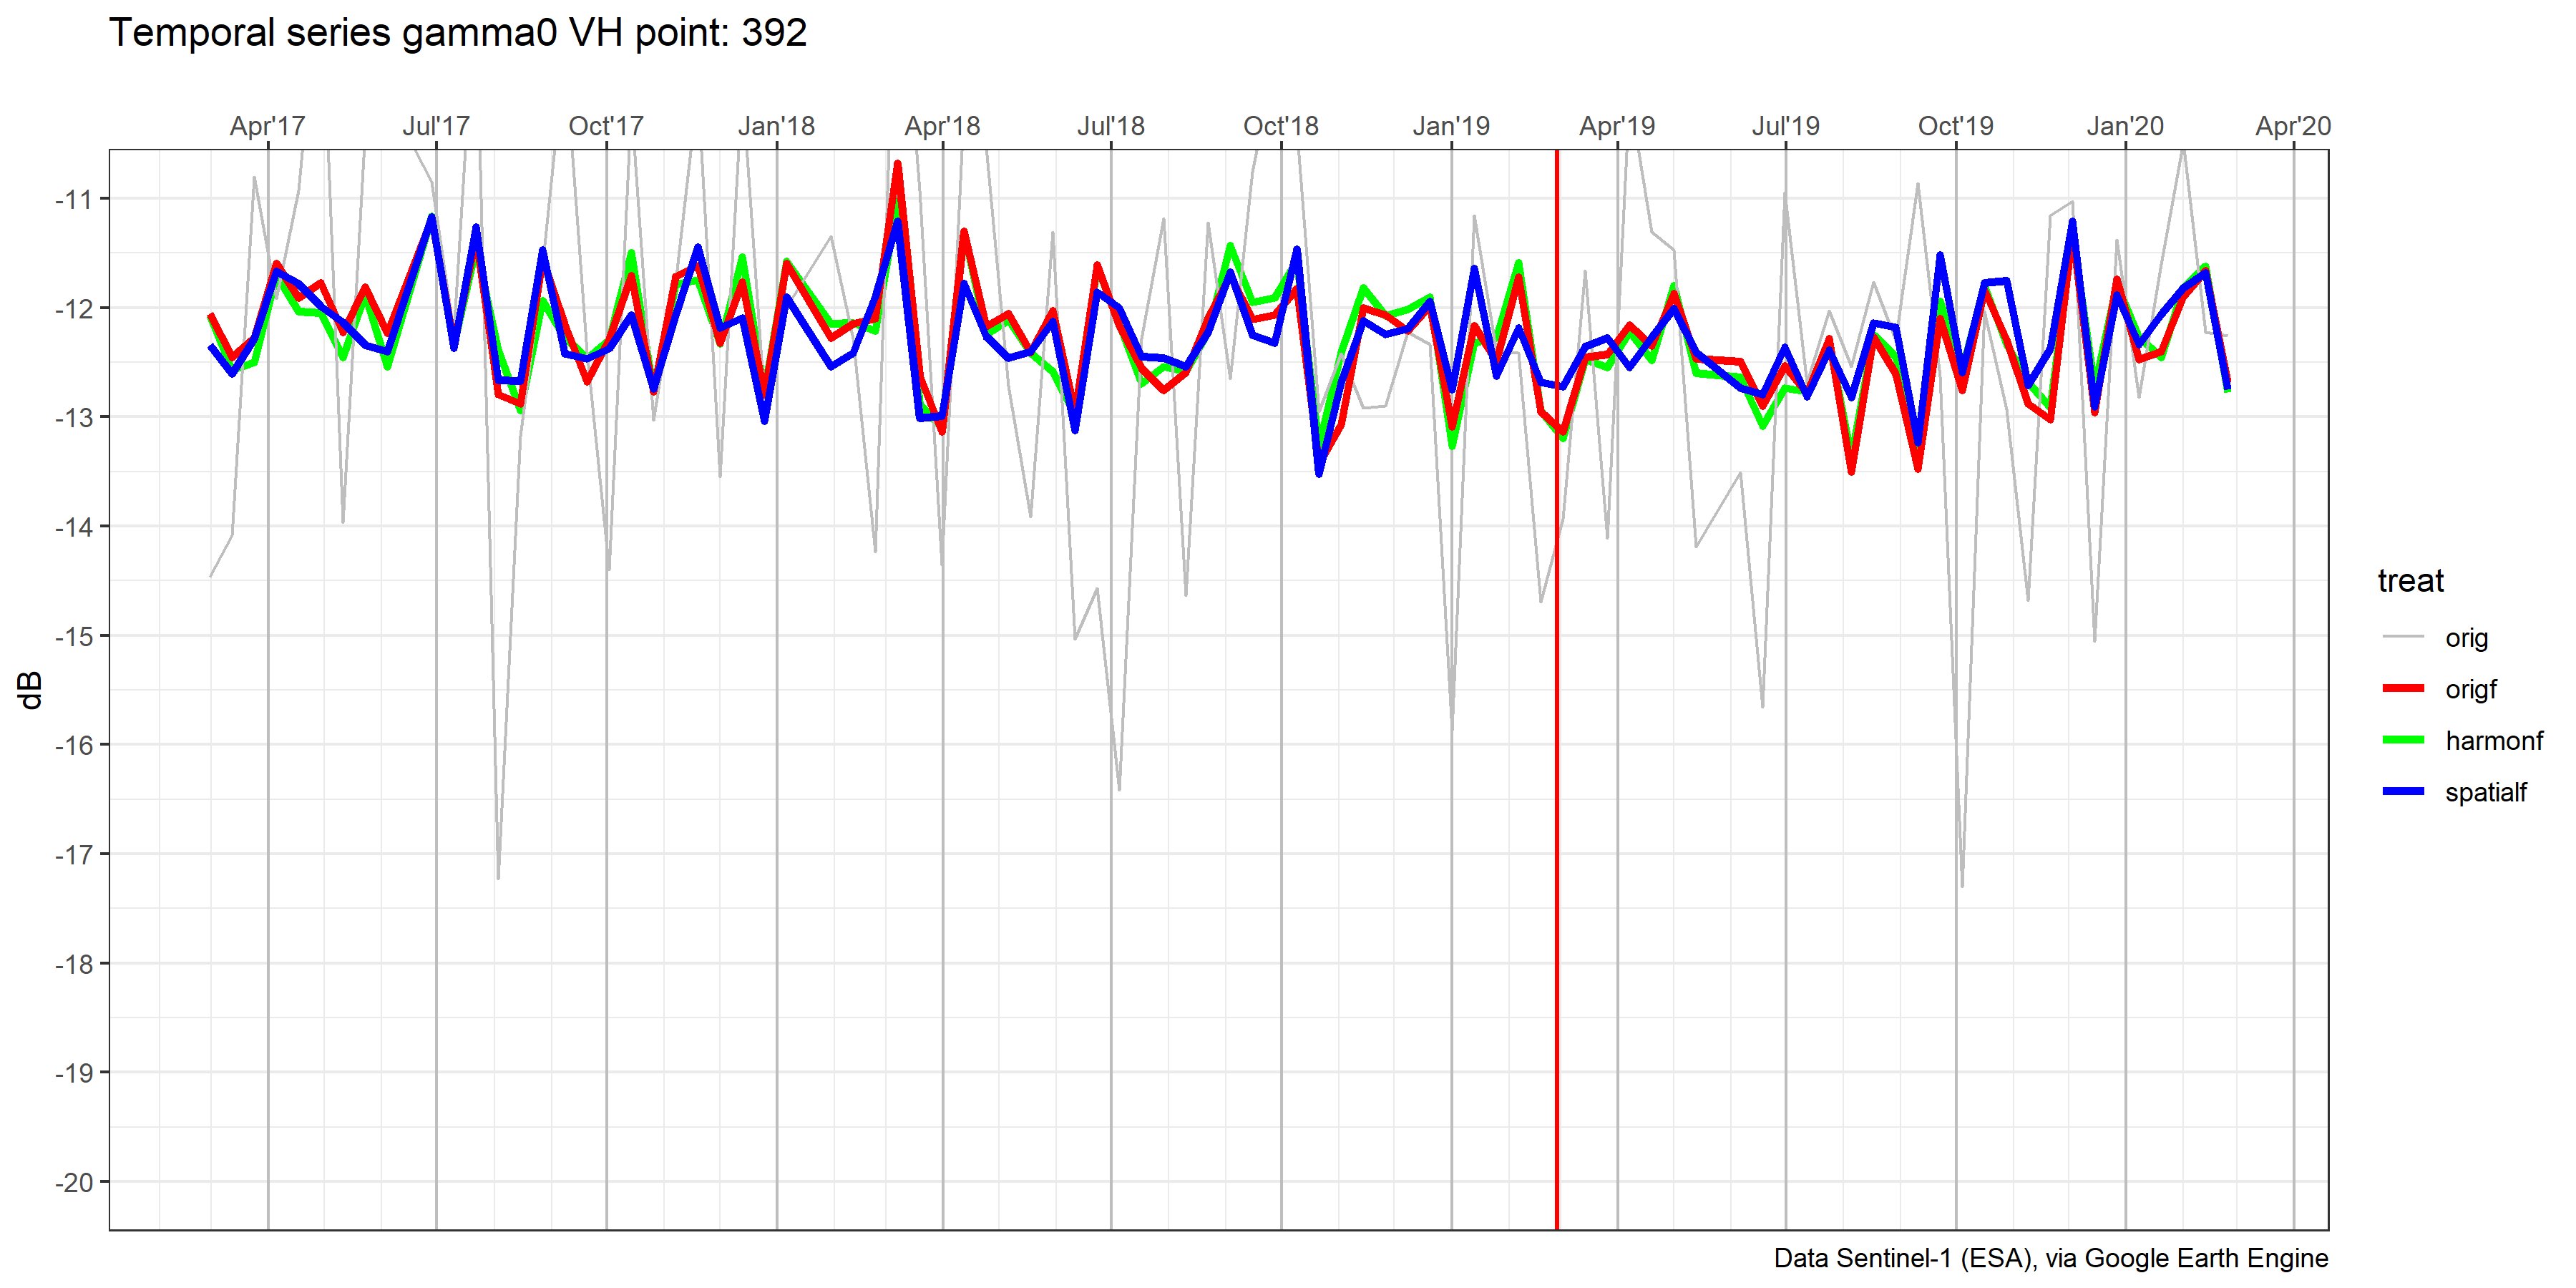 Temporal series gamma0 VH point: 392
Apr'17 Jul'17 Oct'17 Jan'18 Apr'18 Jul'18 Oct'18 Jan'19 Apr'19 Jul'19 Oct'19 Jan'20 Apr'20
-11
-12
-13
-14
-15
-16
-17
-18
-19
-20
dB
treat
orig
origf
harmonf
spatialf
Data Sentinel-1 (ESA), via Google Earth Engine